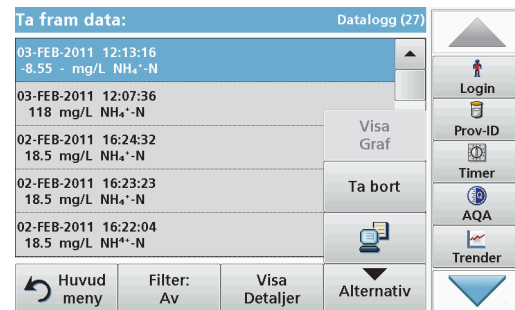 Ta fram data:
Datalogg (27)
03-FEB-2011 12:13:16
-8.55 - mg/L NH₄⁺-N
03-FEB-2011 12:07:36
118 mg/L NH₄⁺-N
02-FEB-2011 16:24:32
18.5 mg/L NH₄⁺-N
02-FEB-2011 16:23:23
18.5 mg/L NH₄⁺-N
02-FEB-2011 16:22:04
18.5 mg/L NH⁴⁺-N
Visa
Graf
Ta bort
Huvud
meny
Filter:
Av
Visa
Detaljer
Alternativ
Login
Prov-ID
Timer
AQA
Trender